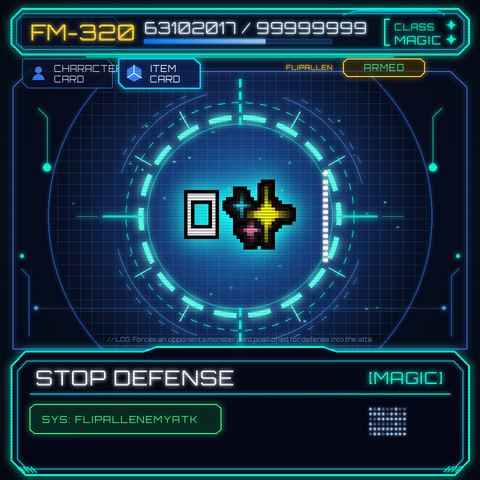 FM-320
63102017 / 99999999
CLASS
MAGIC
CHARACTER
CARD
ITEM
CARD
FLIPALLEN
ARMED
// LOG: Forces an opponent's monster card positioned for defense into the atta
STOP DEFENSE
[MAGIC]
SYS: FLIPALLENEMYATK